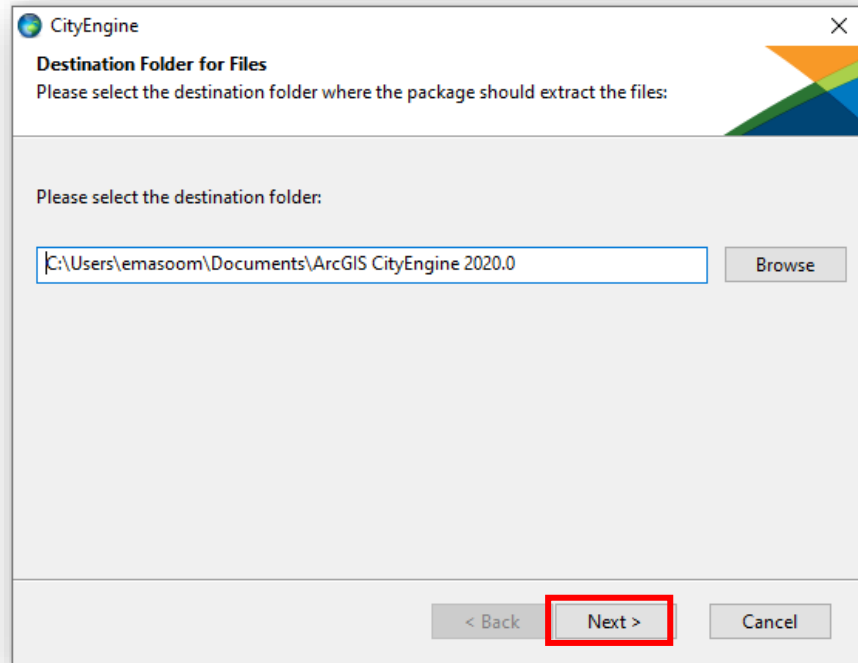 CityEngine
Destination Folder for Files
Please select the destination folder where the package should extract the files:
Please select the destination folder:
C:\Users\emasoom\Documents\ArcGIS CityEngine 2020.0
Browse
< Back
Next >
Cancel